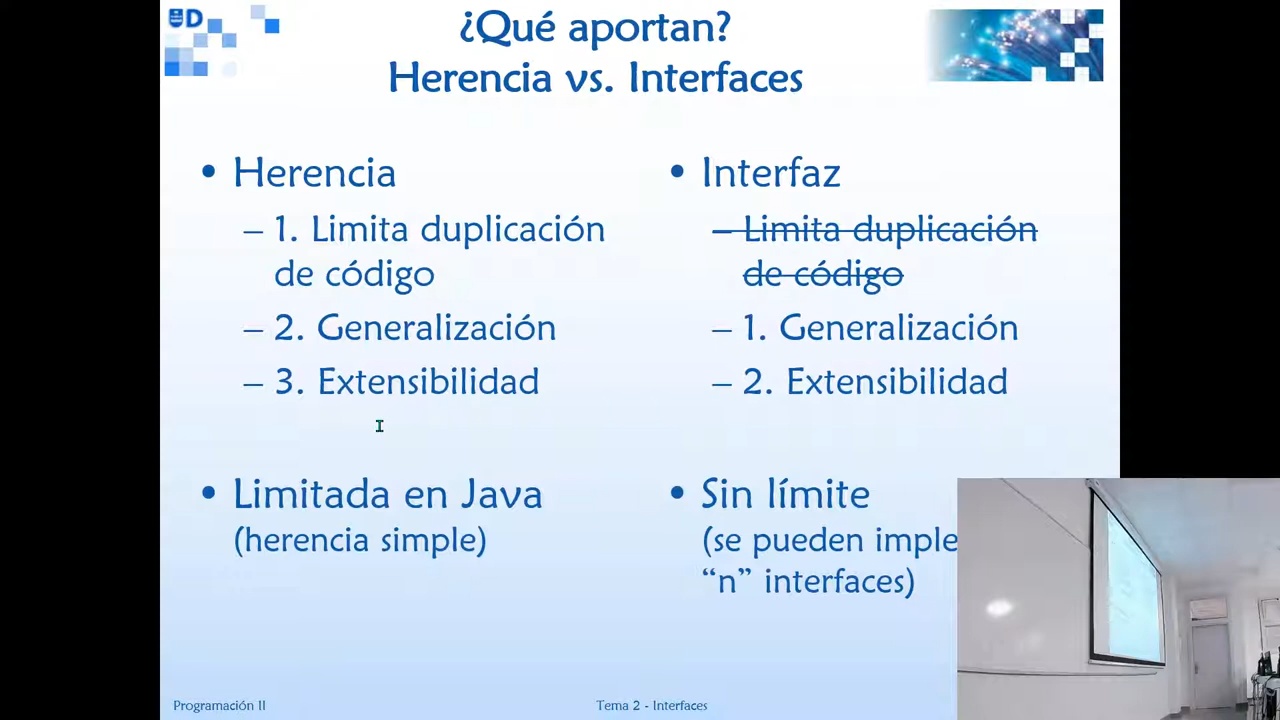 D
¿Qué aportan?
Herencia vs. Interfaces
• Herencia
– 1. Limita duplicación
de código
– 2. Generalización
– 3. Extensibilidad
• Limitada en Java
(herencia simple)
• Interfaz
– Limita duplicación
de código
– 1. Generalización
– 2. Extensibilidad
• Sin límite
(se pueden imple
“n” interfaces)
Programación II
Tema 2 - Interfaces